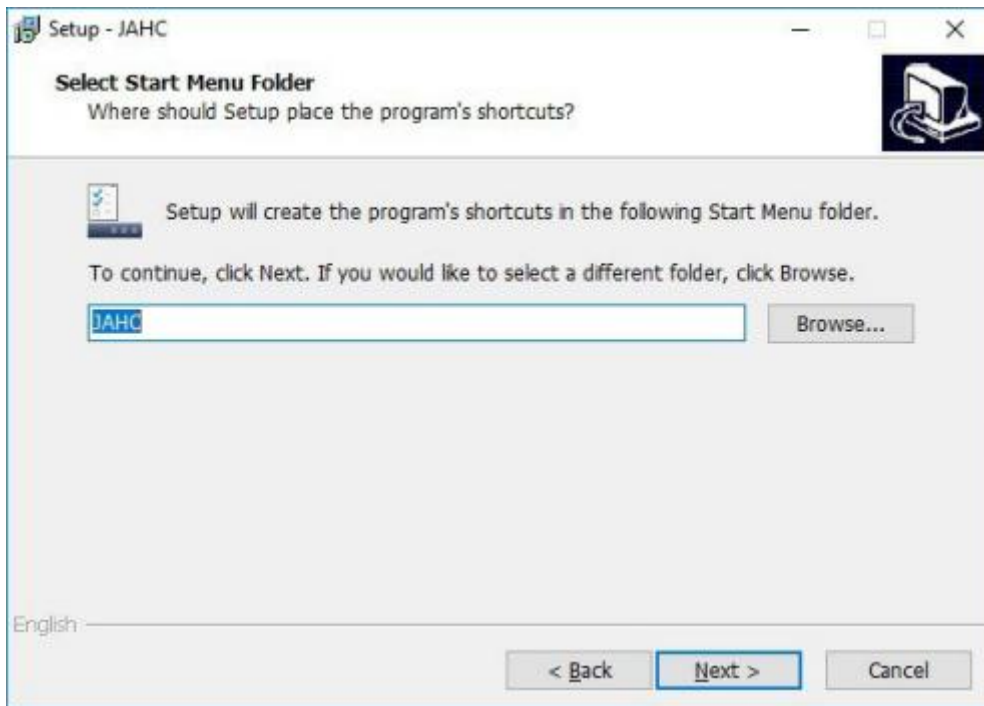 Setup - JAHC
Select Start Menu Folder
Where should Setup place the program's shortcuts?
Setup will create the program's shortcuts in the following Start Menu folder.
To continue, click Next. If you would like to select a different folder, click Browse.
JAHC
Browse...
English
< Back
Next >
Cancel